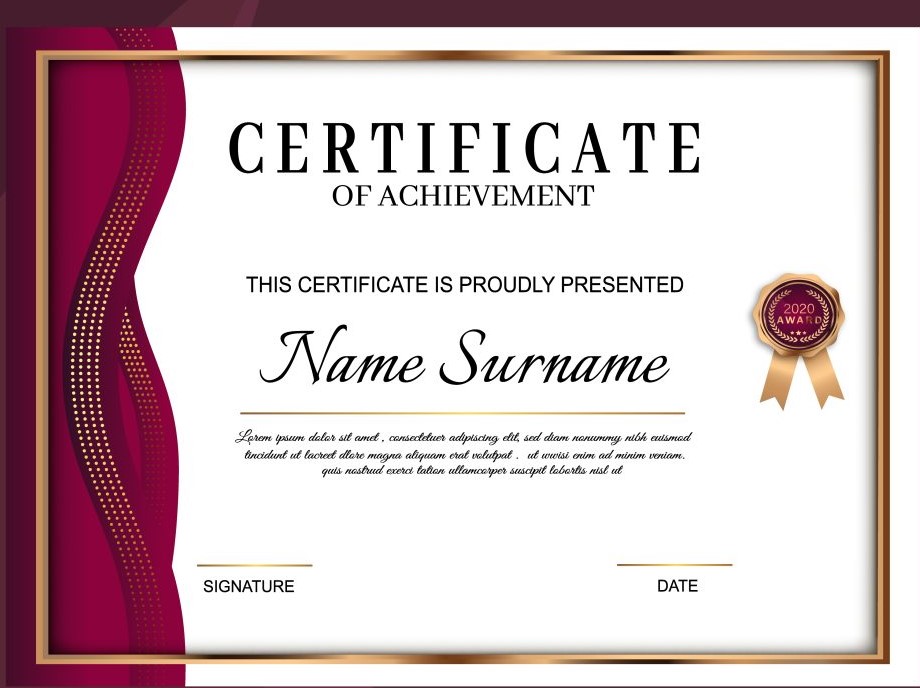 CERTIFICATE
OF ACHIEVEMENT
THIS CERTIFICATE IS PROUDLY PRESENTED
2020
AWARD
Name Surname
Lorem ipsum dolor sit amet , consectetuer adipiscing elit, sed diam nonummy nibh euismod
tincidunt ut lacreet dlore magna aliquam erat volutpat . ut wwisi enim ad minim veniam.
quis nostrud exerci tation ullamcorper suscipit lobortis nisl ut
SIGNATURE
DATE